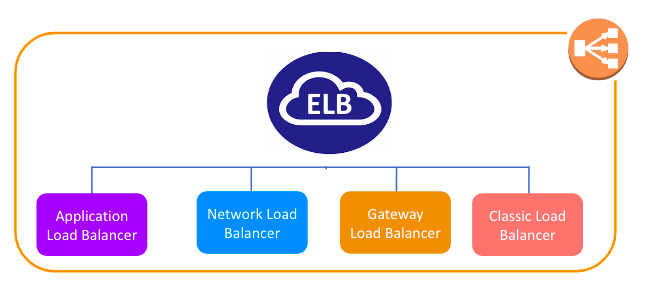 ELB
Application
Load Balancer
Network Load
Balancer
Gateway
Load Balancer
Classic Load
Balancer